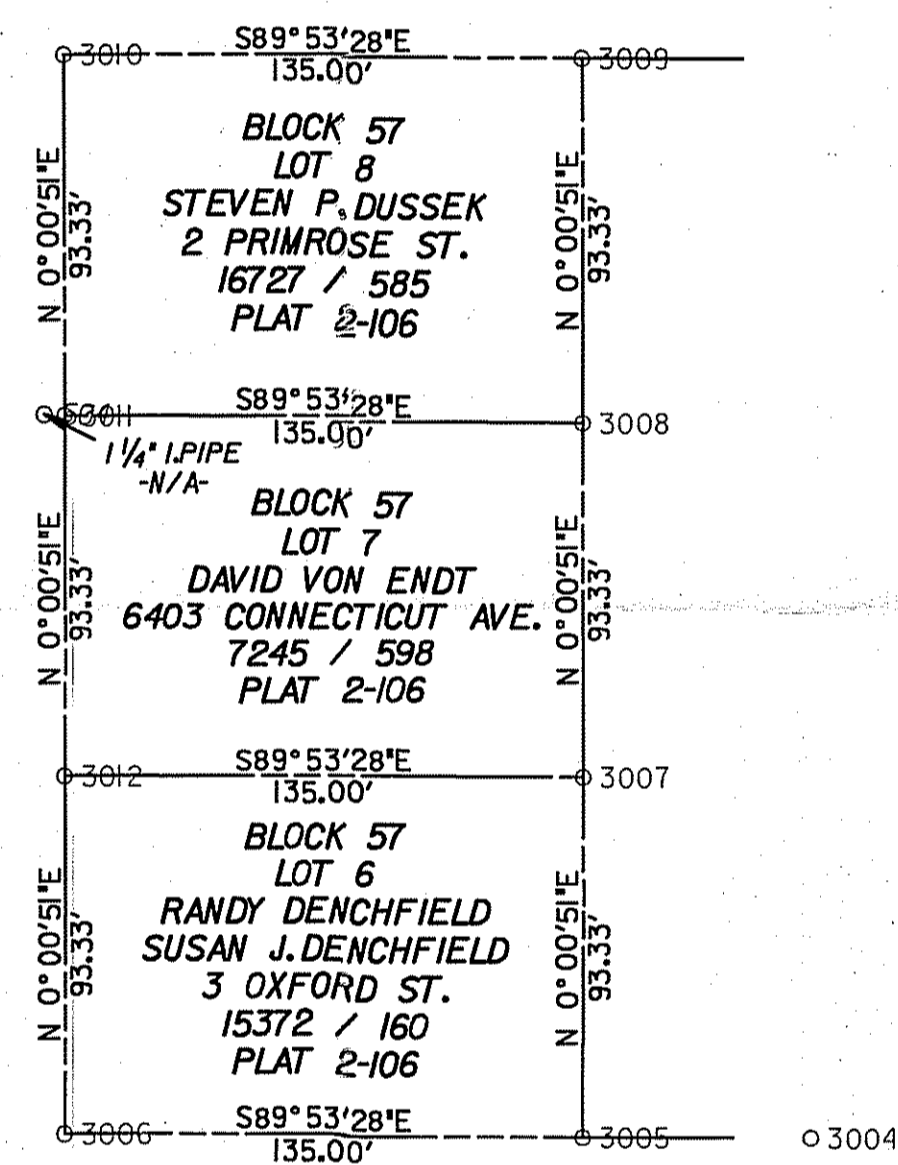 S89°53'28"E
3010
3009
135.00'
BLOCK 57
LOT 8
STEVEN P. DUSSEK
2 PRIMROSE ST.
16727 / 585
PLAT 2-106
N 0°00'51"E
93.33'
N 0°00'51"E
93.33'
S89°53'28"E
3011
3008
135.00'
1 1/4" I.PIPE
-N/A-
BLOCK 57
LOT 7
DAVID VON ENDT
6403 CONNECTICUT AVE.
7245 / 598
PLAT 2-106
N 0°00'51"E
93.33'
N 0°00'51"E
93.33'
S89°53'28"E
3012
3007
135.00'
BLOCK 57
LOT 6
RANDY DENCHFIELD
SUSAN J. DENCHFIELD
3 OXFORD ST.
15372 / 160
PLAT 2-106
N 0°00'51"E
93.33'
N 0°00'51"E
93.33'
S89°53'28"E
3006
3005
3004
135.00'